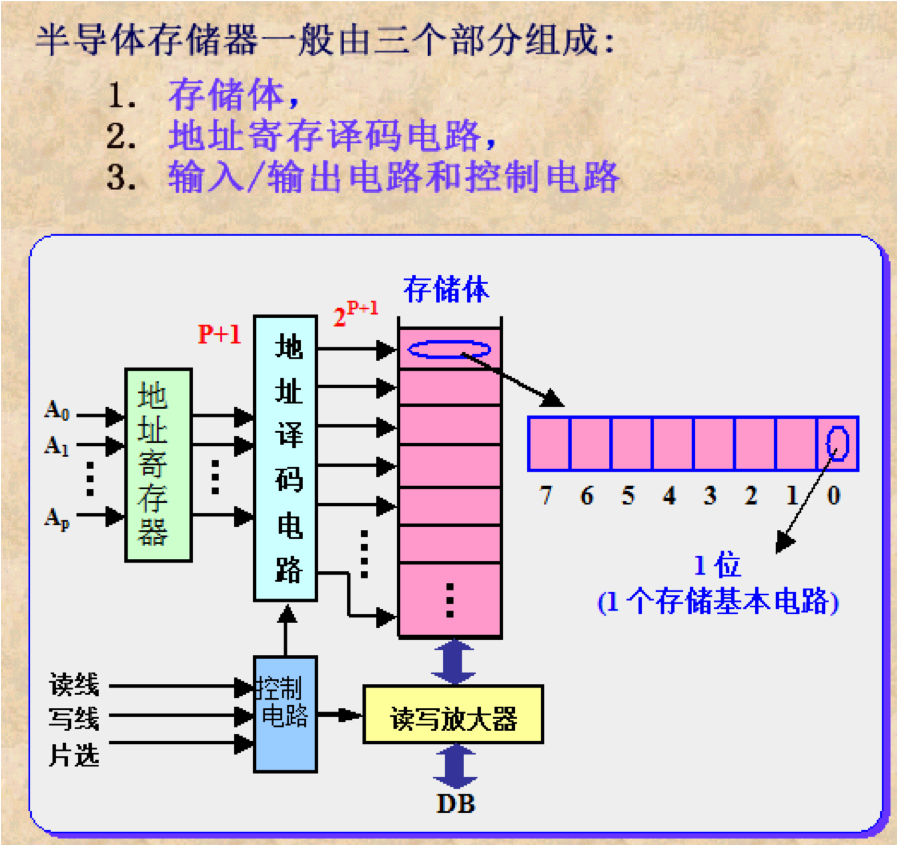 半导体存储器一般由三个部分组成:
1. 存储体,
2. 地址寄存译码电路,
3. 输入/输出电路和控制电路
存储体
P+1
2^P+1
地址译码电路
地址寄存器
A0
A1
Ap
7 6 5 4 3 2 1 0
1位
(1个存储基本电路)
读线
写线
片选
控制
电路
读写放大器
DB